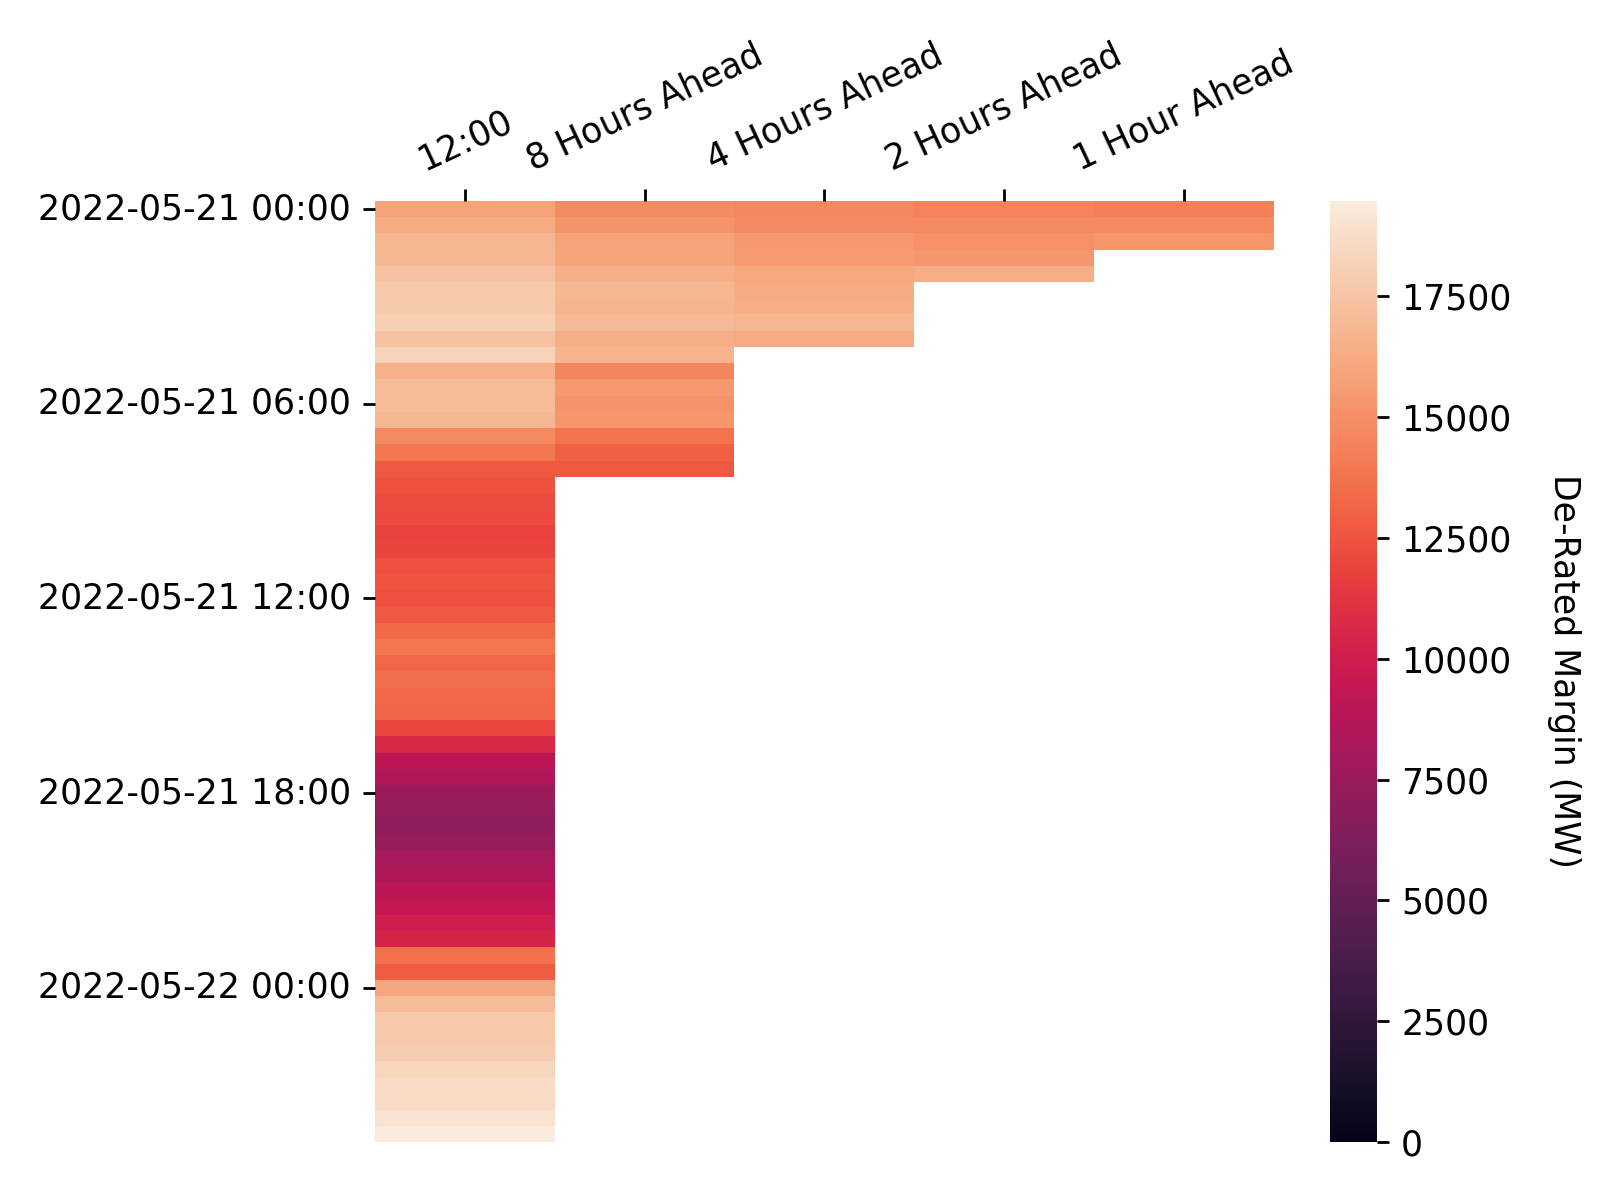 12:00
8 Hours Ahead
4 Hours Ahead
2 Hours Ahead
1 Hour Ahead
2022-05-21 00:00
2022-05-21 06:00
2022-05-21 12:00
2022-05-21 18:00
2022-05-22 00:00
17500
15000
12500
10000
7500
5000
2500
0
De-Rated Margin (MW)